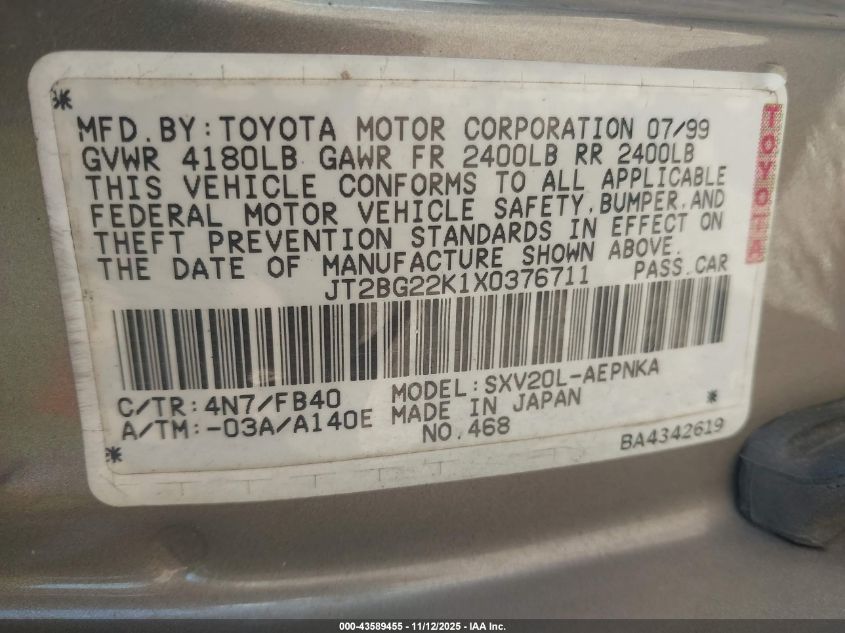 MFD.BY:TOYOTA MOTOR CORPORATION 07/99
GVWR 4180LB GAWR FR 2400LB RR 2400LB
THIS VEHICLE CONFORMS TO ALL APPLICABLE
FEDERAL MOTOR VEHICLE SAFETY,BUMPER,AND
THEFT PREVENTION STANDARDS IN EFFECT ON
THE DATE OF MANUFACTURE SHOWN ABOVE.
JT2BG22K1X0376711 PASS.CAR
TOYOTA
C/TR:4N7/FB40 MODEL:SXV20L-AEPNKA
A/TM:-03A/A140E MADE IN JAPAN
NO.468
BA4342619
000-43589455 - 11/12/2025 - IAA Inc.